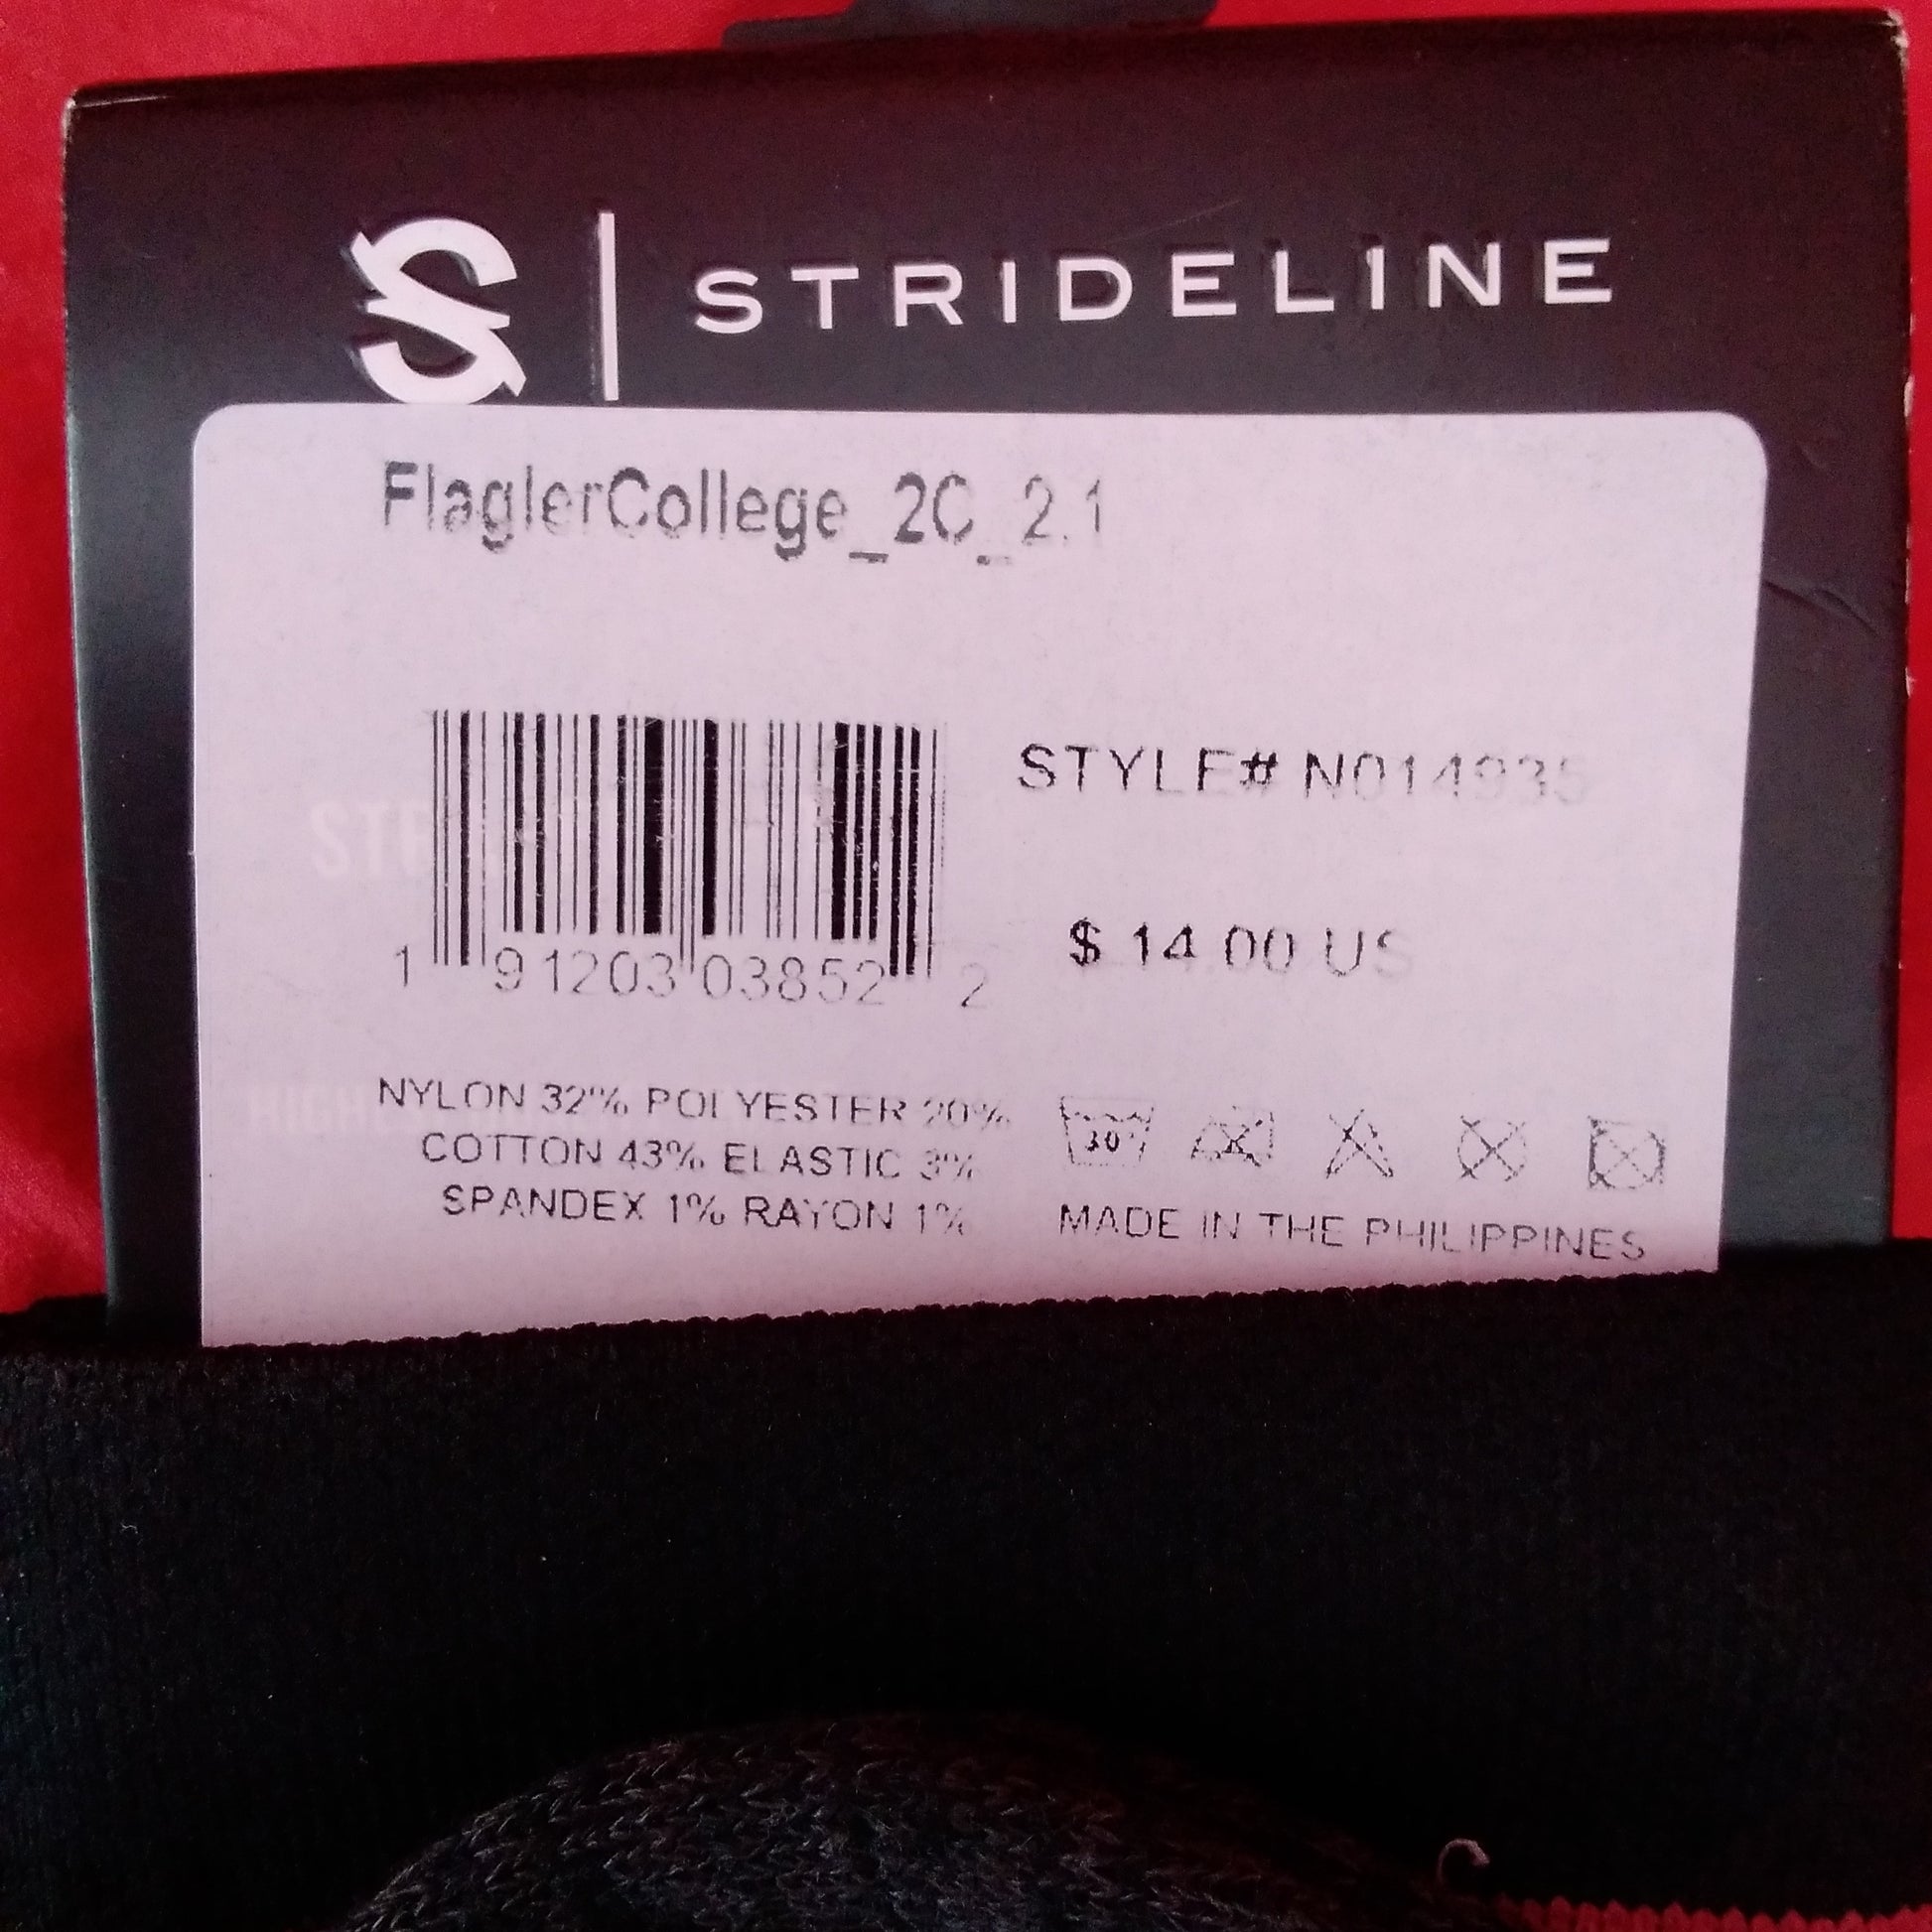 S | STRIDELINE
FlaglerCollege_2C_2.1
STYLE# N014935
1 91203 03852 2
$ 14.00 US
NYLON 32% POLYESTER 20%
COTTON 43% ELASTIC 3%
SPANDEX 1% RAYON 1%
30°
MADE IN THE PHILIPPINES